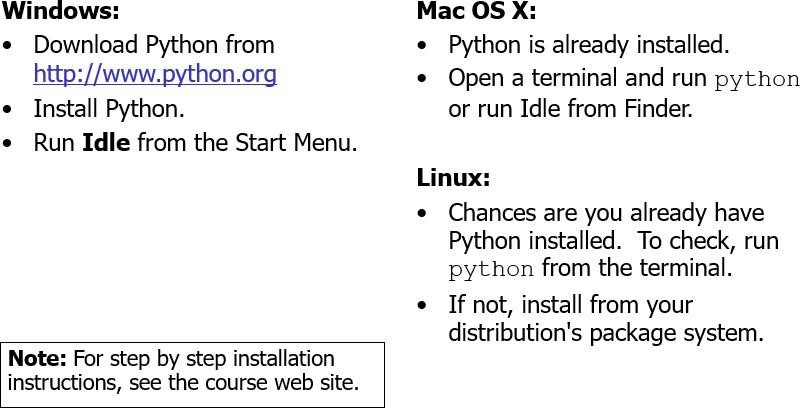 Windows:
• Download Python from
http://www.python.org
• Install Python.
• Run Idle from the Start Menu.
Note: For step by step installation
instructions, see the course web site.
Mac OS X:
• Python is already installed.
• Open a terminal and run python
or run Idle from Finder.
Linux:
• Chances are you already have
Python installed.  To check, run
python from the terminal.
• If not, install from your
distribution's package system.